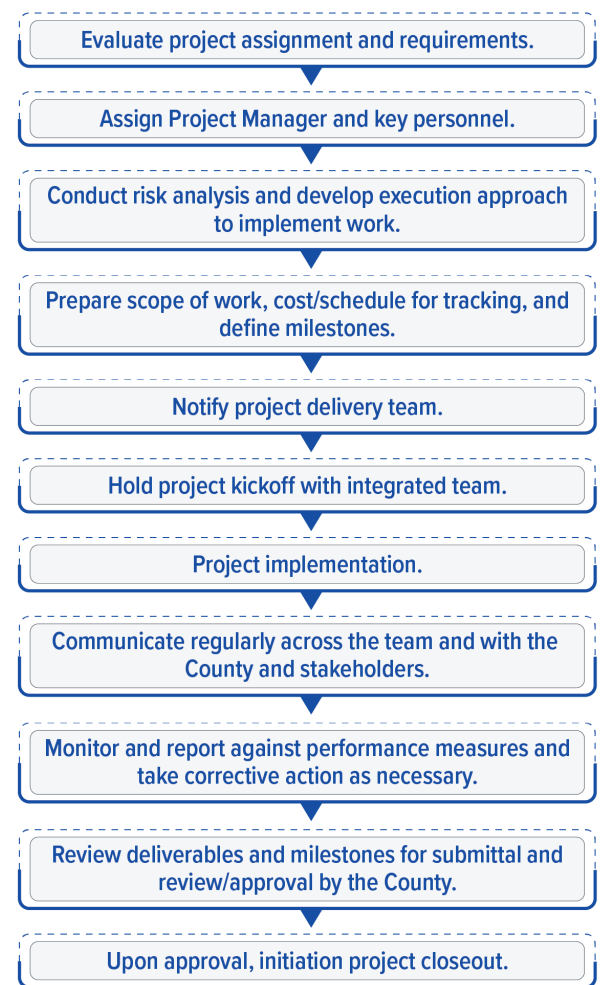 Evaluate project assignment and requirements.
Assign Project Manager and key personnel.
Conduct risk analysis and develop execution approach
to implement work.
Prepare scope of work, cost/schedule for tracking, and
define milestones.
Notify project delivery team.
Hold project kickoff with integrated team.
Project implementation.
Communicate regularly across the team and with the
County and stakeholders.
Monitor and report against performance measures and
take corrective action as necessary.
Review deliverables and milestones for submittal and
review/approval by the County.
Upon approval, initiation project closeout.